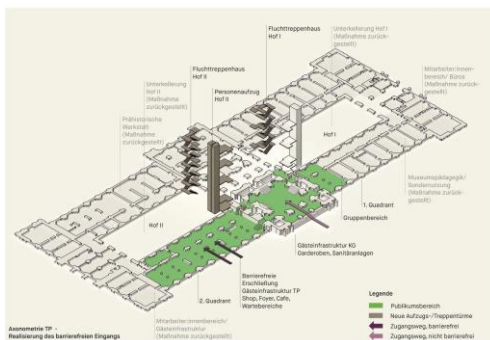 Fluchttreppenhaus
Hof I
Unterkellerung Hof I
(Maßnahme zurück-
gestellt)
Fluchttreppenhaus
Hof II
Personenaufzug
Hof II
Unterkellerung
Hof II
(Maßnahme
zurückgestellt)
Mitarbeiter:innen-
bereich/ Büros
(Maßnahme zurück-
gestellt)
Prähistorische
Werkstatt
(Maßnahme
zurückgestellt)
Hof I
Museumspädagogik/
Sondernutzung
(Maßnahme zurück-
gestellt)
1. Quadrant
Gruppenbereich
Hof II
Gästeinfrastruktur KG
Garderoben, Sanitäranlagen
Barrierefreie
Erschließung
Gästeinfrastruktur TP
Shop, Foyer, Café,
Wartebereiche
2. Quadrant
Mitarbeiter:innenbereich/
Gästeinfrastruktur
(Maßnahme zurückgestellt)
Legende
Publikumsbereich
Neue Aufzugs-/Treppentürme
Zugangsweg, barrierefrei
Zugangsweg, nicht barrierefrei
Axonometrie TP -
Realisierung des barrierefreien Eingangs